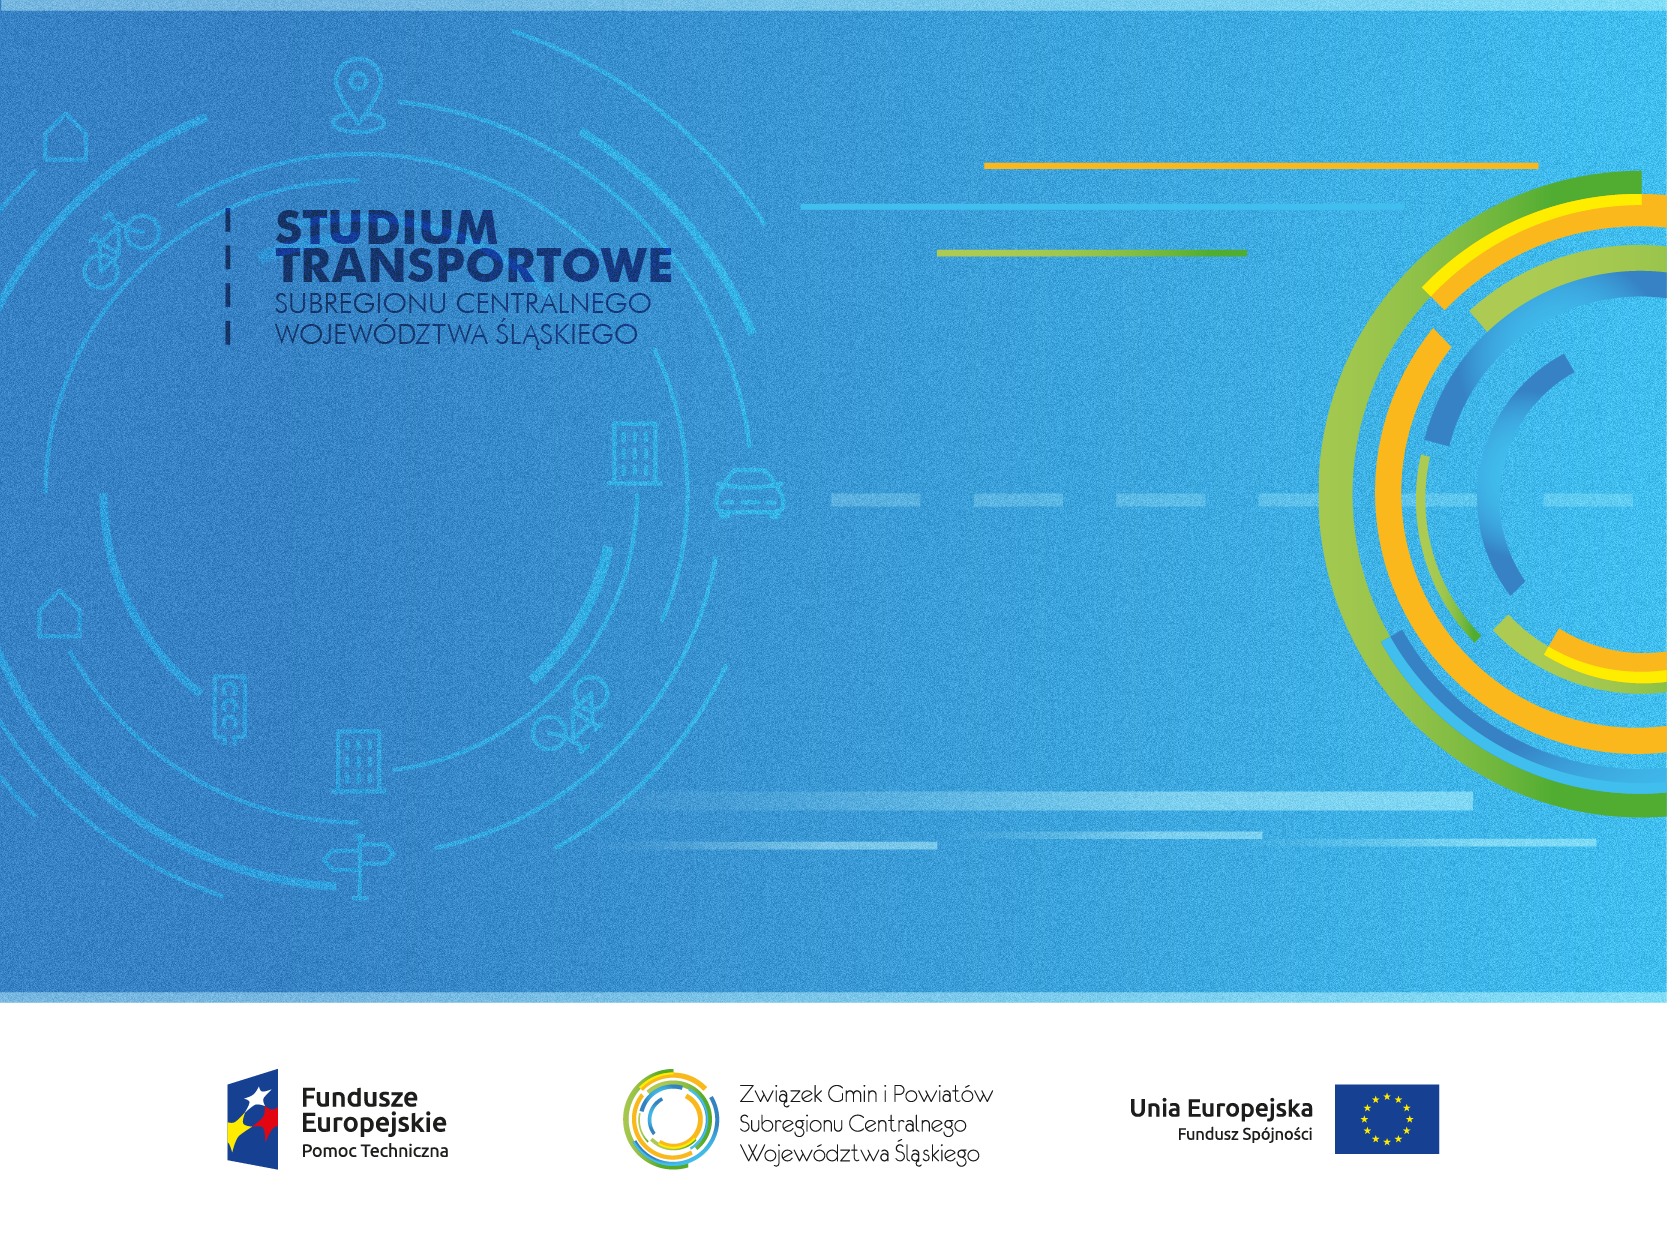 STUDIUM
TRANSPORTOWE
SUBREGIONU CENTRALNEGO
WOJEWÓDZTWA ŚLĄSKIEGO
Fundusze
Europejskie
Pomoc Techniczna
Związek Gmin i Powiatów
Subregionu Centralnego
Województwa Śląskiego
Unia Europejska
Fundusz Spójności